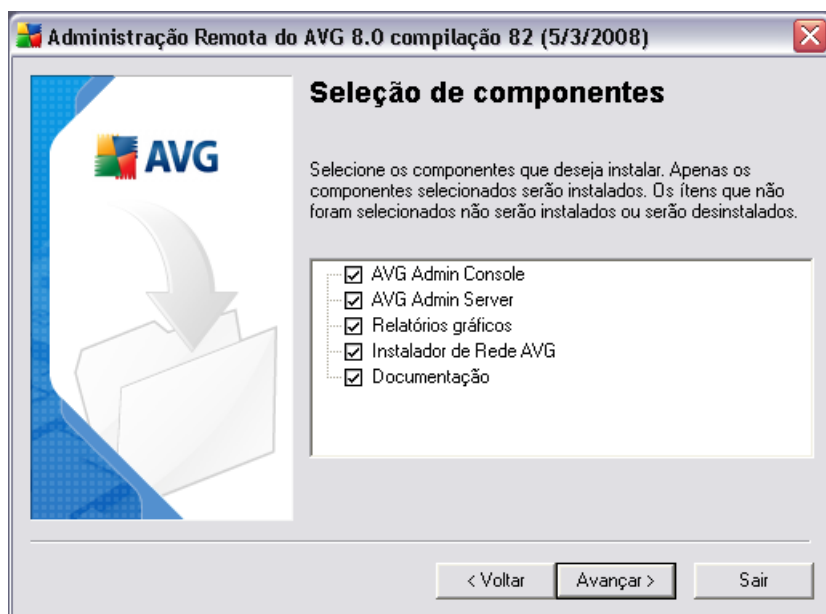 Administração Remota do AVG 8.0 compilação 82 (5/3/2008)
AVG
Seleção de componentes
Selecione os componentes que deseja instalar. Apenas os
componentes selecionados serão instalados. Os ítens que não
foram selecionados não serão instalados ou serão desinstalados.
AVG Admin Console
AVG Admin Server
Relatórios gráficos
Instalador de Rede AVG
Documentação
< Voltar
Avançar >
Sair